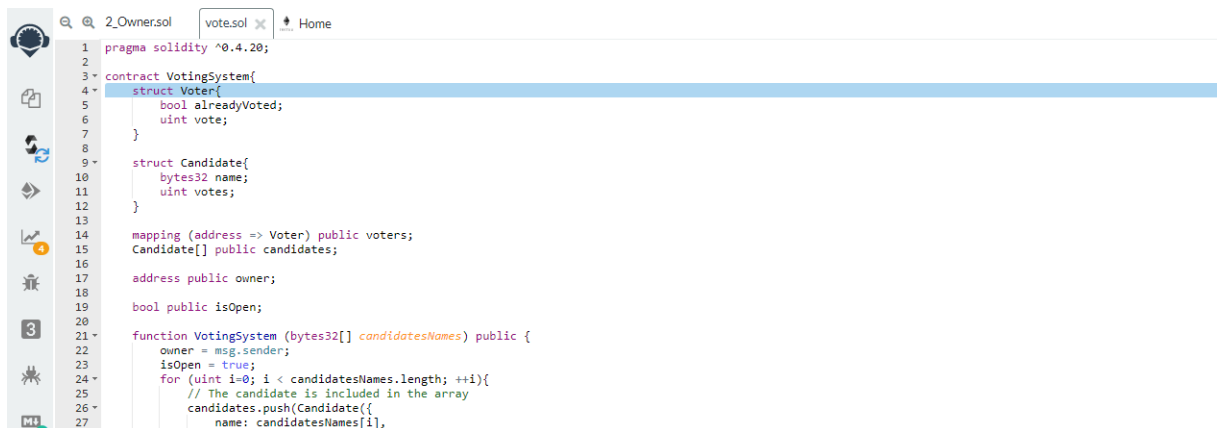 2_Owner.sol vote.sol Home
1 pragma solidity ^0.4.20;
2
3 contract VotingSystem{
4 struct Voter{
5 bool alreadyVoted;
6 uint vote;
7 }
8
9 struct Candidate{
10 bytes32 name;
11 uint votes;
12 }
13
14 mapping (address => Voter) public voters;
15 Candidate[] public candidates;
16
17 address public owner;
18
19 bool public isOpen;
20
21 function VotingSystem (bytes32[] candidatesNames) public {
22 owner = msg.sender;
23 isOpen = true;
24 for (uint i=0; i < candidatesNames.length; ++i){
25 // The candidate is included in the array
26 candidates.push(Candidate({
27 name: candidatesNames[i],
4
3
M